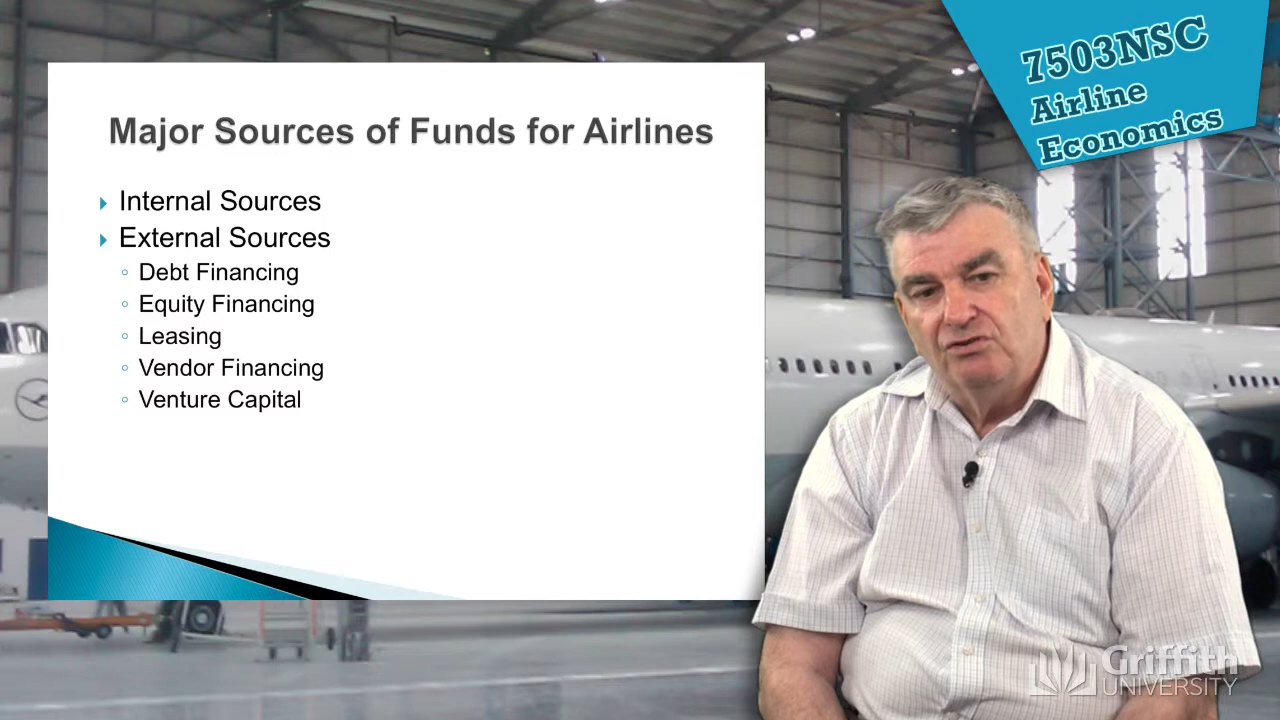 Major Sources of Funds for Airlines
Internal Sources
External Sources
Debt Financing
Equity Financing
Leasing
Vendor Financing
Venture Capital
7503NSC
Airline
Economics
Griffith
UNIVERSITY